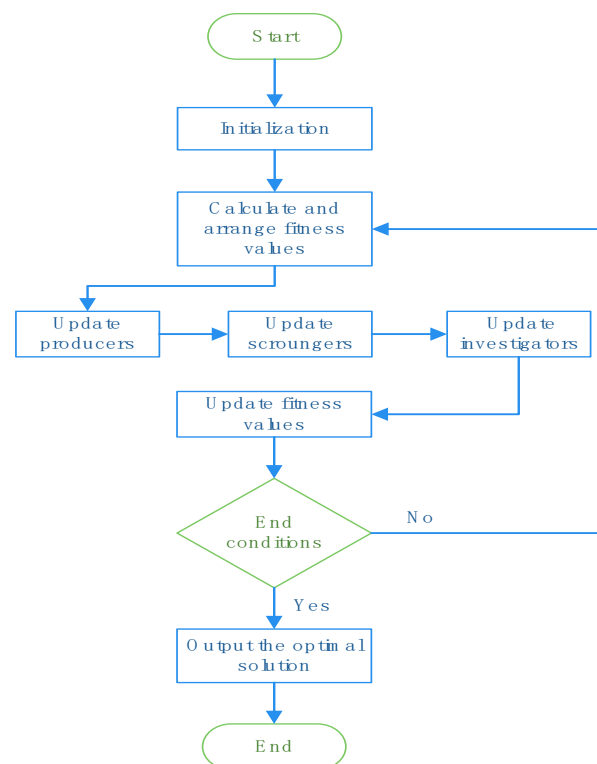 Start
Initialization
Calculate and
arrange fitness
values
Update
producers
Update
scroungers
Update
investigators
Update fitness
values
End
conditions
No
Yes
Output the optimal
solution
End